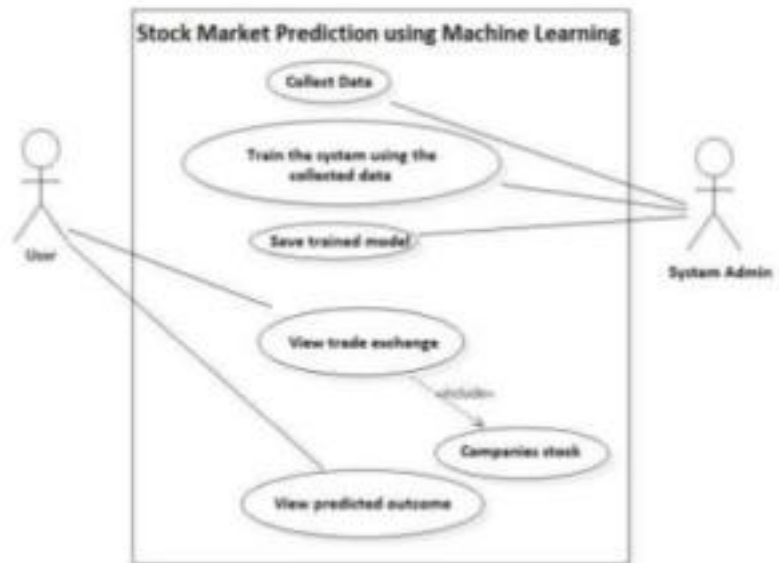 Stock Market Prediction using Machine Learning
Collect Data
Train the system using the
collected data
Save trained model
User
System Admin
View trade exchange
«include»
Companies stock
View predicted outcome